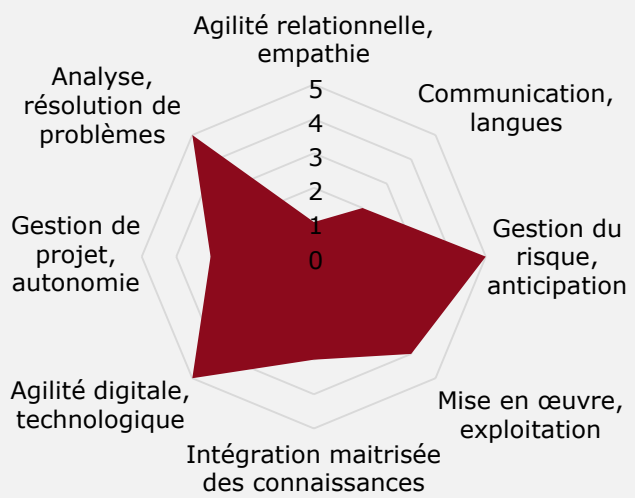 Agilité relationnelle,
empathie
Communication,
langues
Gestion du
risque,
anticipation
Mise en œuvre,
exploitation
Intégration maitrisée
des connaissances
Agilité digitale,
technologique
Gestion de
projet,
autonomie
Analyse,
résolution de
problèmes
5
4
3
2
1
0